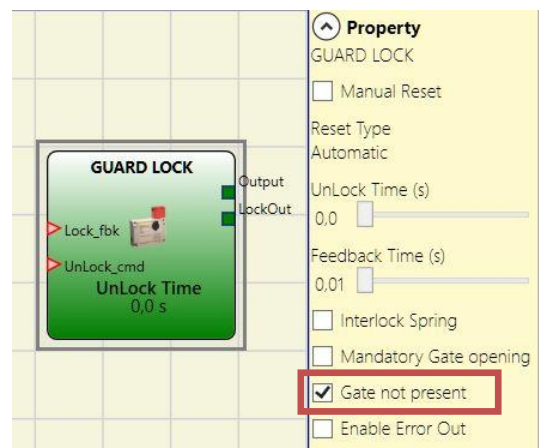 GUARD LOCK
Output
LockOut
Lock_fbk
UnLock_cmd
UnLock Time
0,0 s
Property
GUARD LOCK
Manual Reset
Reset Type
Automatic
UnLock Time (s)
0,0
Feedback Time (s)
0,01
Interlock Spring
Mandatory Gate opening
Gate not present
Enable Error Out